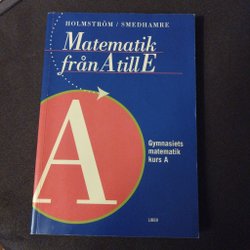 HOLMSTRÖM / SMEDHAMRE
Matematik
från A till E
A
Gymnasiets
matematik
kurs A
LIBER